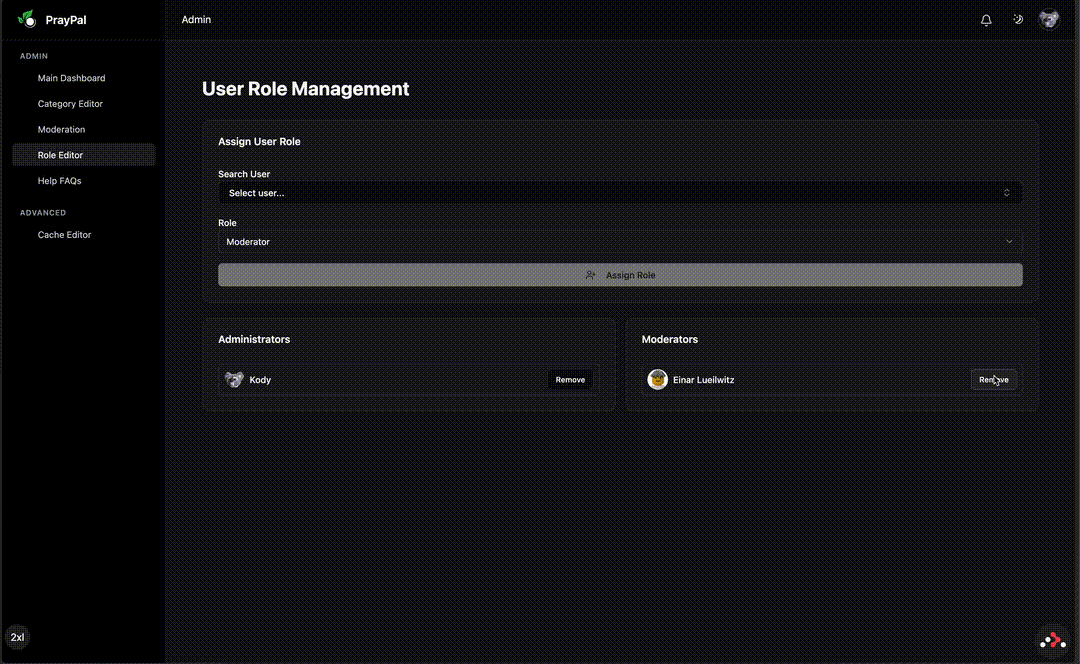 PrayPal
Admin
ADMIN
Main Dashboard
Category Editor
Moderation
Role Editor
Help FAQs
ADVANCED
Cache Editor
User Role Management
Assign User Role
Search User
Select user...
Role
Moderator
Assign Role
Administrators
Kody
Remove
Moderators
Einar Lueilwitz
Remove
2xl